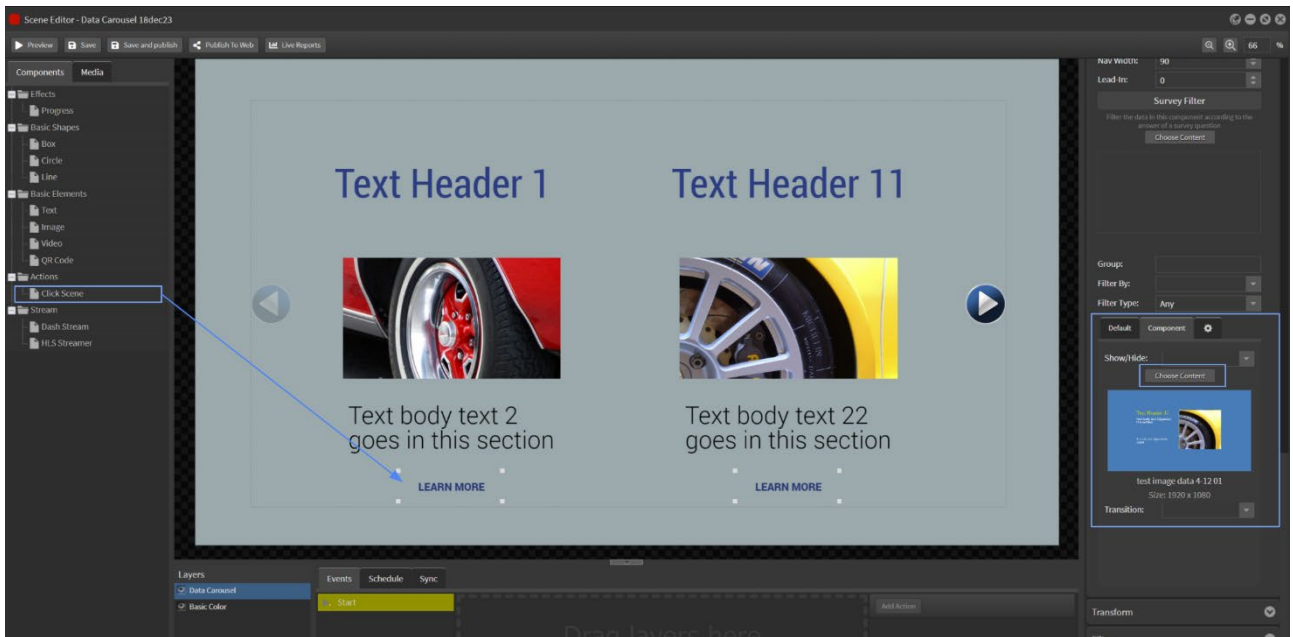 Scene Editor - Data Carousel 18dec23
Preview Save Save and publish Publish To Web Live Reports 66 %
Components Media
Effects
Progress
Basic Shapes
Box
Circle
Line
Basic Elements
Text
Image
Video
QR Code
Actions
Click Scene
Stream
Dash Stream
HLS Streamer
Text Header 1
Text Header 11
Text body text 2
goes in this section
Text body text 22
goes in this section
LEARN MORE
LEARN MORE
Nav Width: 90
Lead-In: 0
Survey Filter
Filter the data in this component according to the
answer of a survey question
Choose Content
Group:
Filter By:
Filter Type: Any
Default Component
Show/Hide:
Choose Content
Text Header 11
test image data 4-12 01
Size: 1920 x 1080
Transition:
Transform
Layers
Data Carousel
Basic Color
Events Schedule Sync
Start
Drag layers here
Add Action